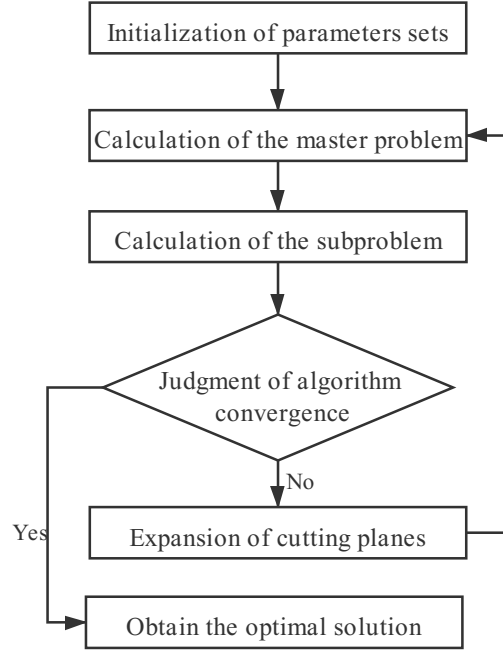 Initialization of parameters sets
Calculation of the master problem
Calculation of the subproblem
Judgment of algorithm
convergence
No
Yes
Expansion of cutting planes
Obtain the optimal solution